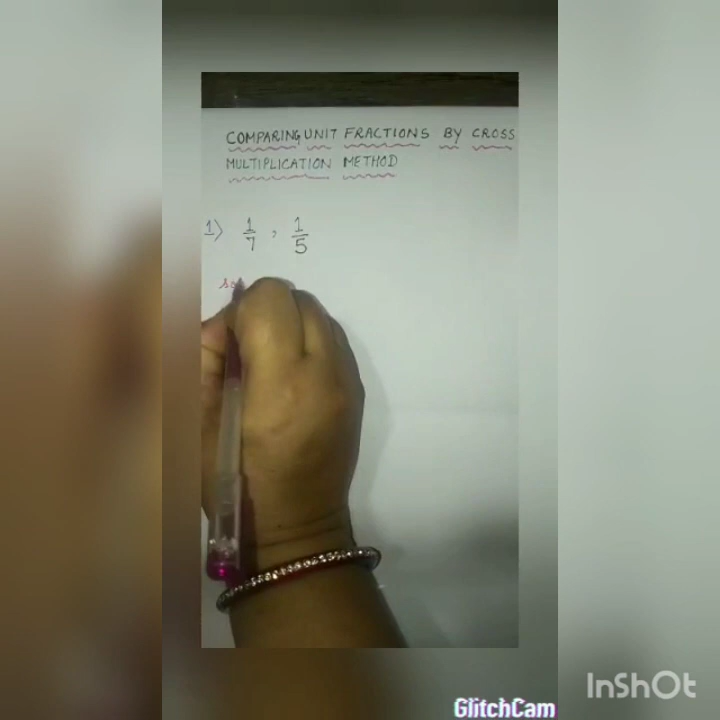 COMPARING UNIT FRACTIONS BY CROSS
MULTIPLICATION METHOD
1) 1/7 , 1/5
InShOt
GlitchCam